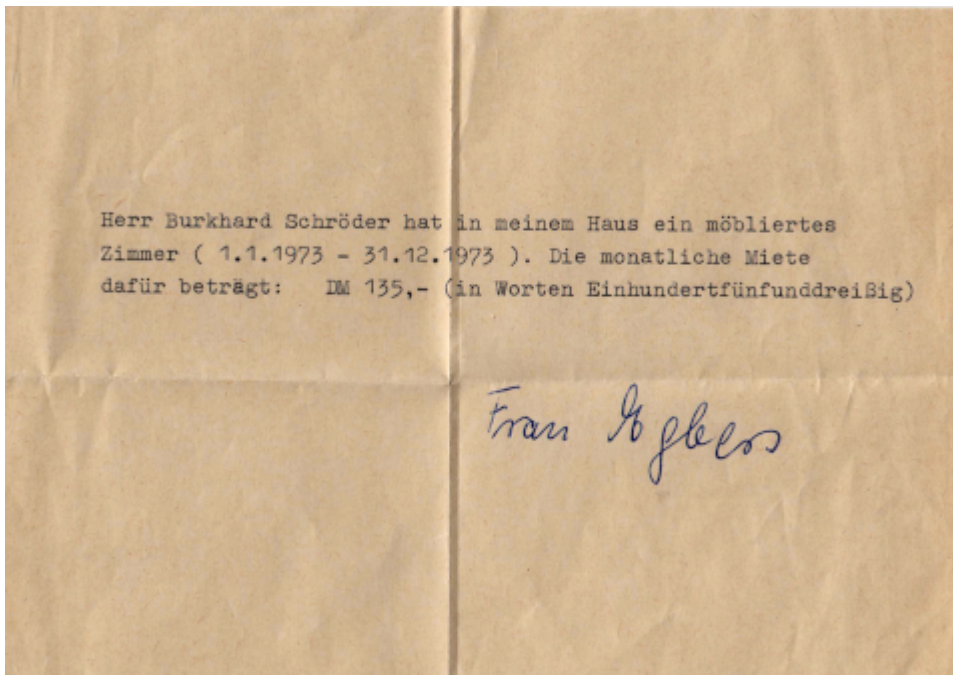 Herr Burkhard Schröder hat in meinem Haus ein möbliertes
Zimmer ( 1.1.1973 - 31.12.1973 ). Die monatliche Miete
dafür beträgt: DM 135,- (in Worten Einhundertfünfunddreißig)
Frau Egbers